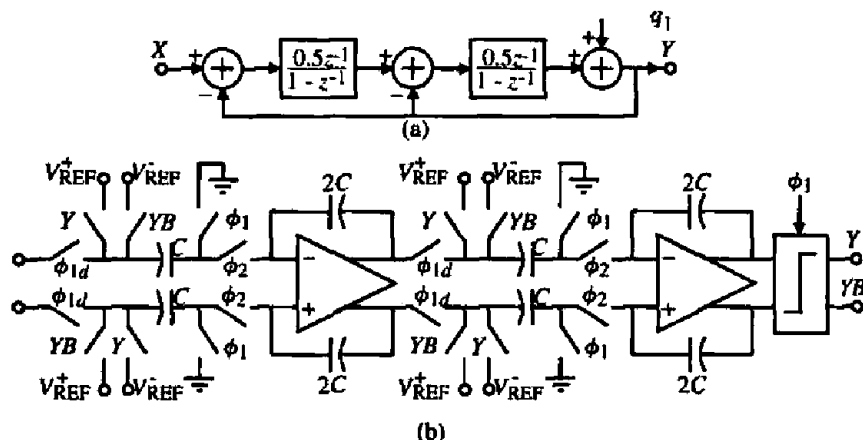 q₁
X + + + + + Y
0.5z⁻¹ 0.5z⁻¹
1 - z⁻¹ 1 - z⁻¹
− −
(a)
V⁺REF V⁻REF V⁺REF V⁻REF
2C 2C ϕ₁
Y YB ϕ₁ Y YB ϕ₁
ϕ₁d C ϕ₂ − ϕ₁d C ϕ₂ − Y
ϕ₁d C ϕ₂ + ϕ₁d C ϕ₂ + YB
YB Y ϕ₁ YB Y ϕ₁
V⁺REF V⁻REF 2C V⁺REF V⁻REF 2C
(b)